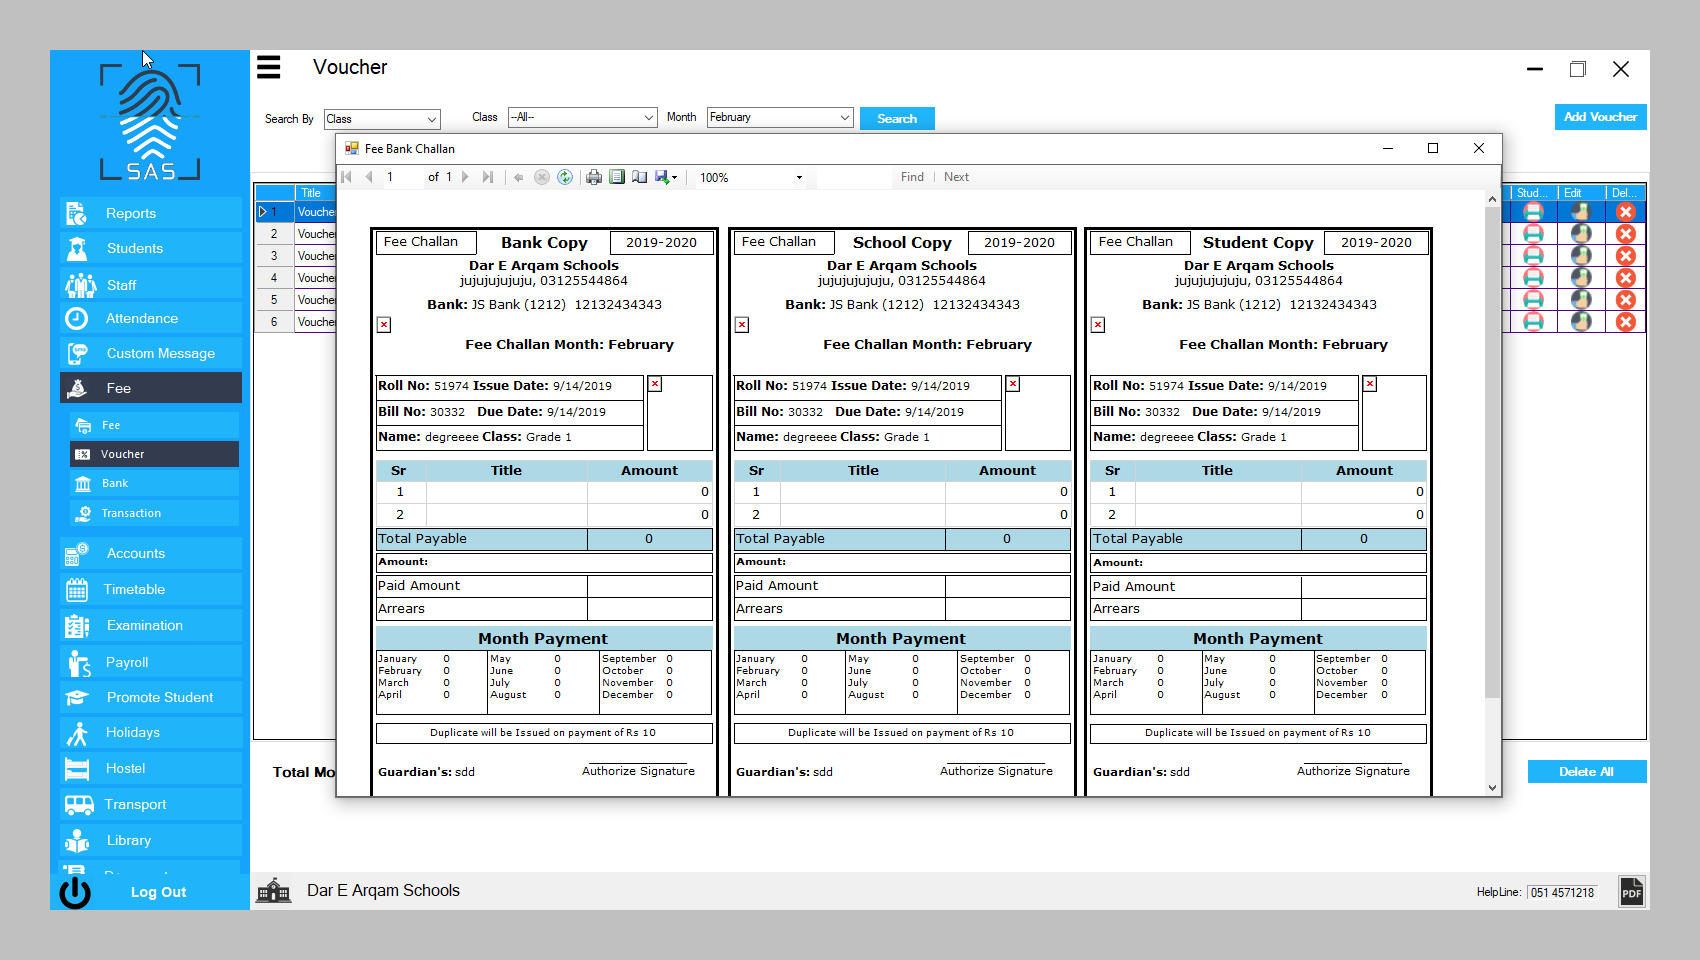 SAS
Voucher
Search By Class
Class --All--
Month February
Search
Add Voucher
Reports
Students
Staff
Attendance
Custom Message
Fee
Fee
Voucher
Bank
Transaction
Accounts
Timetable
Examination
Payroll
Promote Student
Holidays
Hostel
Transport
Library
Log Out
Title
Stud... Edit Del...
1 Vouche
2 Vouche
3 Vouche
4 Vouche
5 Vouche
6 Vouche
Total Mo
Delete All
Fee Bank Challan
1 of 1 100% Find | Next
Fee Challan Bank Copy 2019-2020
Dar E Arqam Schools
jujujujujuju, 03125544864
Bank: JS Bank (1212) 12132434343
Fee Challan Month: February
Roll No: 51974 Issue Date: 9/14/2019
Bill No: 30332 Due Date: 9/14/2019
Name: degreeee Class: Grade 1
Sr Title Amount
1 0
2 0
Total Payable 0
Amount:
Paid Amount
Arrears
Month Payment
January 0 May 0 September 0
February 0 June 0 October 0
March 0 July 0 November 0
April 0 August 0 December 0
Duplicate will be Issued on payment of Rs 10
Guardian's: sdd Authorize Signature
Fee Challan School Copy 2019-2020
Dar E Arqam Schools
jujujujujuju, 03125544864
Bank: JS Bank (1212) 12132434343
Fee Challan Month: February
Roll No: 51974 Issue Date: 9/14/2019
Bill No: 30332 Due Date: 9/14/2019
Name: degreeee Class: Grade 1
Sr Title Amount
1 0
2 0
Total Payable 0
Amount:
Paid Amount
Arrears
Month Payment
January 0 May 0 September 0
February 0 June 0 October 0
March 0 July 0 November 0
April 0 August 0 December 0
Duplicate will be Issued on payment of Rs 10
Guardian's: sdd Authorize Signature
Fee Challan Student Copy 2019-2020
Dar E Arqam Schools
jujujujujuju, 03125544864
Bank: JS Bank (1212) 12132434343
Fee Challan Month: February
Roll No: 51974 Issue Date: 9/14/2019
Bill No: 30332 Due Date: 9/14/2019
Name: degreeee Class: Grade 1
Sr Title Amount
1 0
2 0
Total Payable 0
Amount:
Paid Amount
Arrears
Month Payment
January 0 May 0 September 0
February 0 June 0 October 0
March 0 July 0 November 0
April 0 August 0 December 0
Duplicate will be Issued on payment of Rs 10
Guardian's: sdd Authorize Signature
Dar E Arqam Schools
HelpLine: 051 4571218
PDF